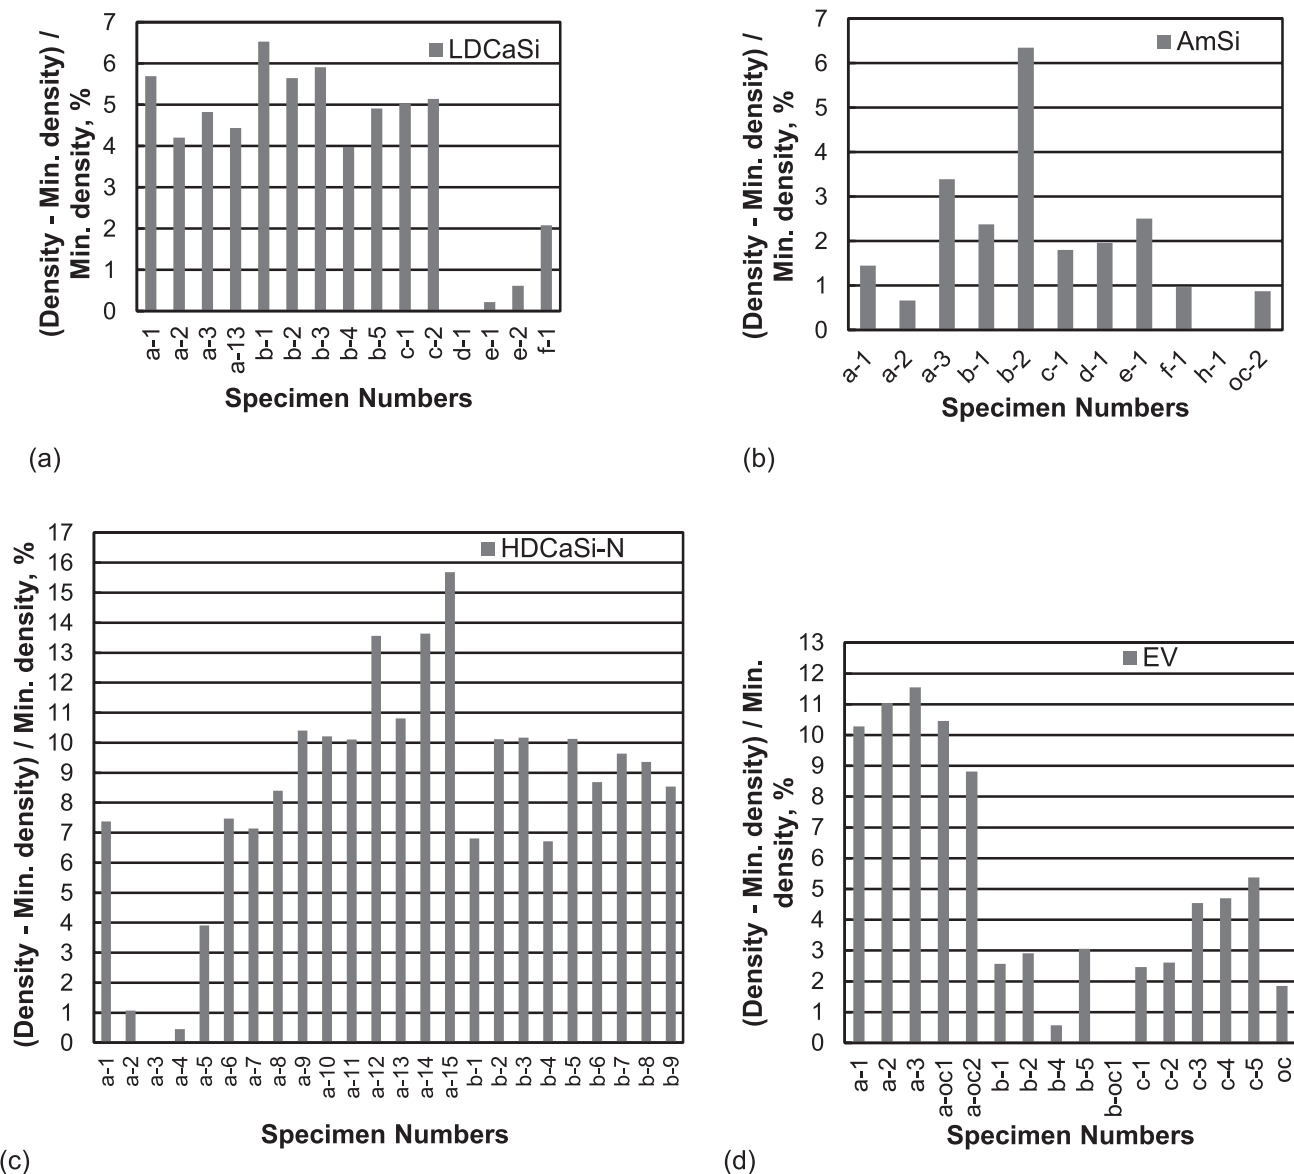 (Density - Min. density) /
Min. density, %
7
6
5
4
3
2
1
0
LDCaSi
a-1
a-2
a-3
a-13
b-1
b-2
b-3
b-4
b-5
c-1
c-2
d-1
e-1
e-2
f-1
Specimen Numbers
(a)
(Density - Min. density) /
Min. density, %
7
6
5
4
3
2
1
0
AmSi
a-1
a-2
a-3
b-1
b-2
c-1
d-1
e-1
f-1
h-1
oc-2
Specimen Numbers
(b)
(Density - Min. density) / Min. density, %
17
16
15
14
13
12
11
10
9
8
7
6
5
4
3
2
1
0
HDCaSi-N
a-1
a-2
a-3
a-4
a-5
a-6
a-7
a-8
a-9
a-10
a-11
a-12
a-13
a-14
a-15
b-1
b-2
b-3
b-4
b-5
b-6
b-7
b-8
b-9
Specimen Numbers
(c)
(Density - Min. density) / Min.
density, %
13
12
11
10
9
8
7
6
5
4
3
2
1
0
EV
a-1
a-2
a-3
a-oc1
a-oc2
b-1
b-2
b-4
b-5
b-oc1
c-1
c-2
c-3
c-4
c-5
oc
Specimen Numbers
(d)